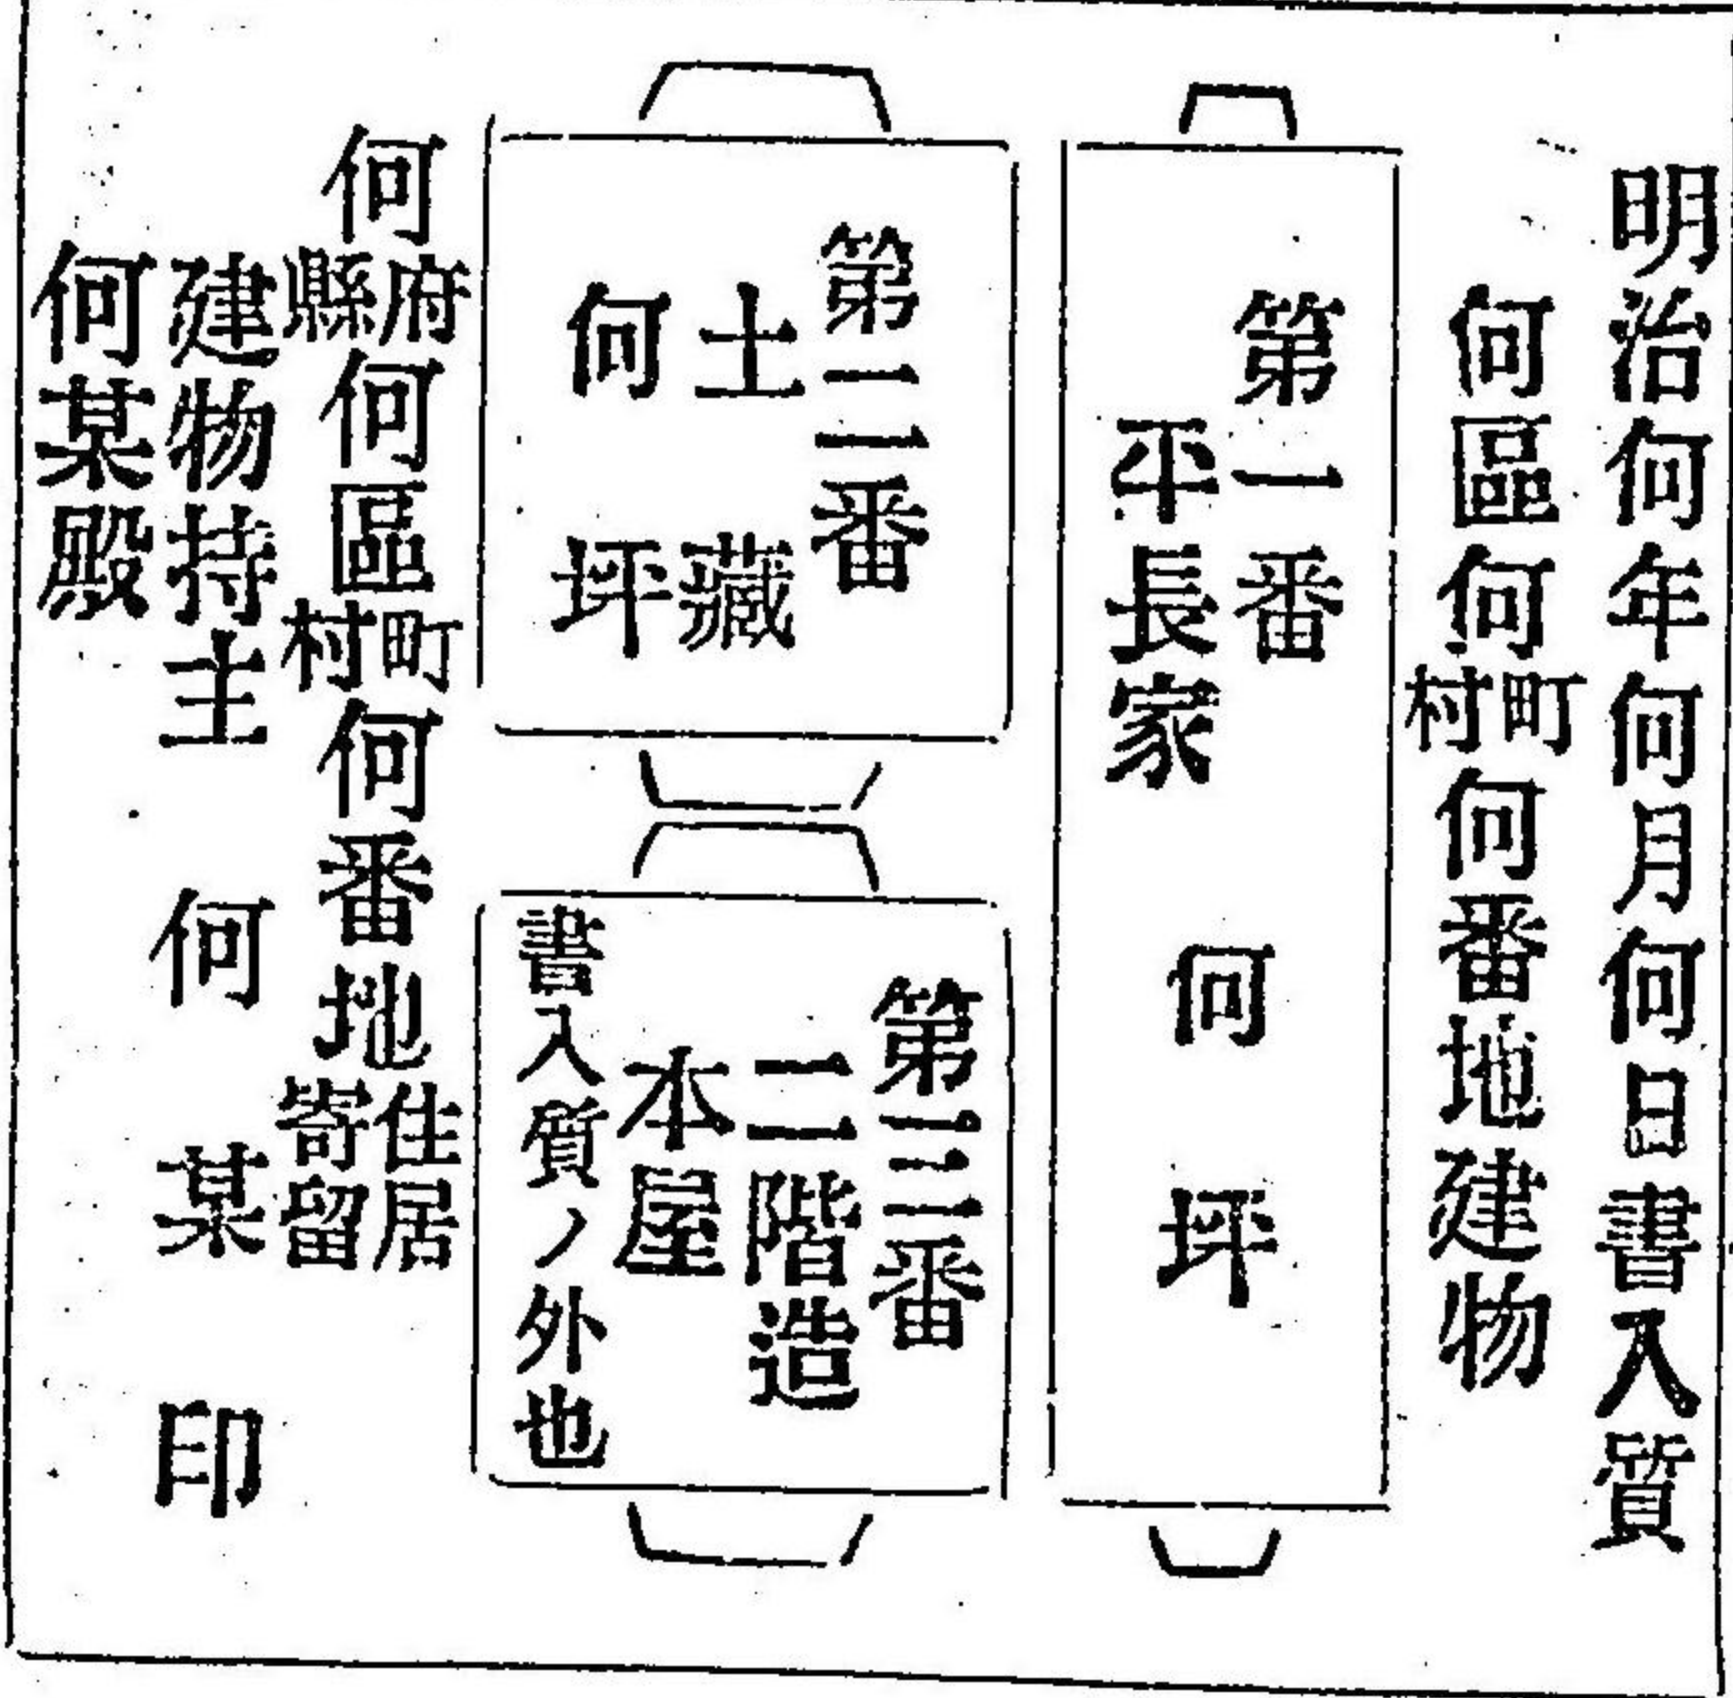 明治何年何月何日書入質
何區何町村何番地建物
第一番
平長家　何坪
第二番
土藏
何坪
第三番
二階造
本屋
書入質ノ外也
何府縣何區何町村何番地住居寄留
建物持主　何某印
何某殿